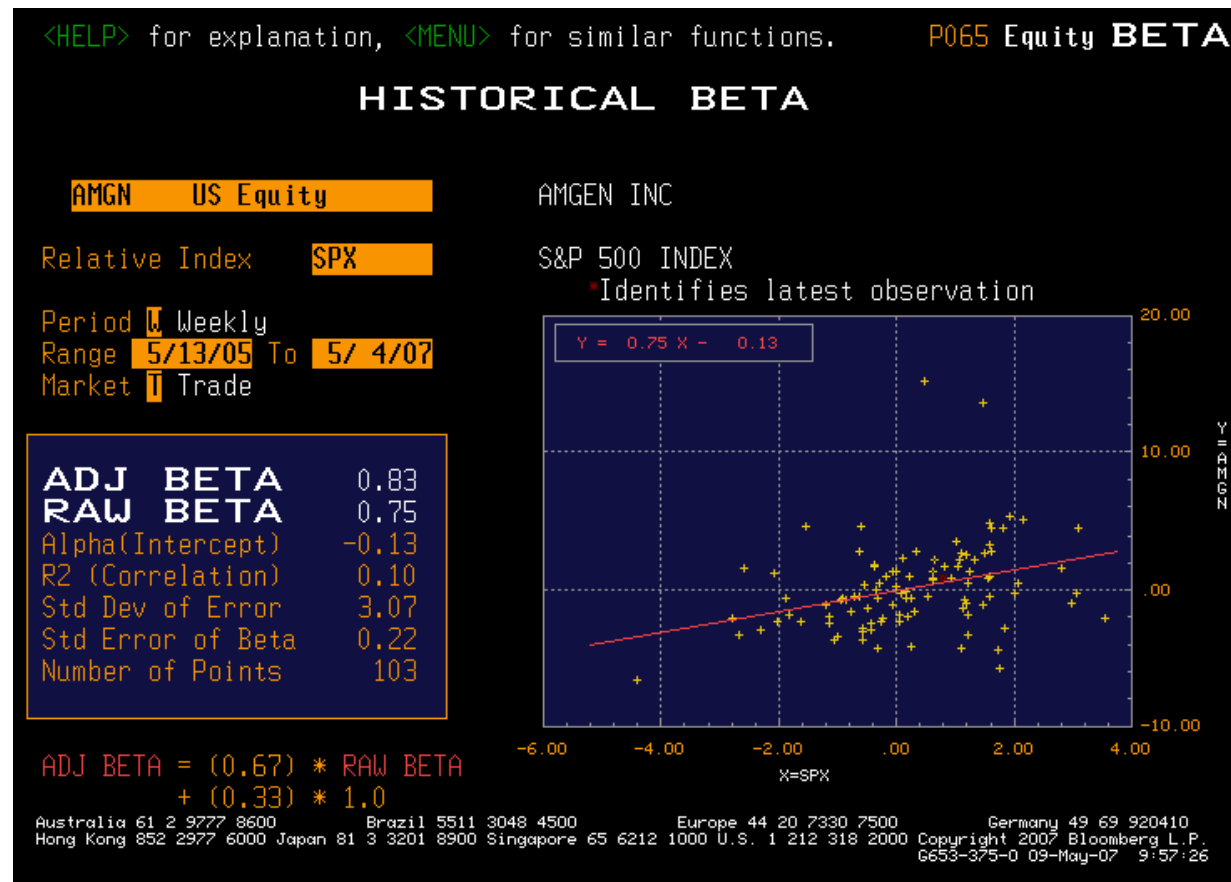 <HELP> for explanation, <MENU> for similar functions. P065 Equity BETA
HISTORICAL BETA
AMGN US Equity
AMGEN INC
Relative Index SPX
S&P 500 INDEX
*Identifies latest observation
Period W Weekly
Range 5/13/05 To 5/ 4/07
Market T Trade
Y = 0.75 X - 0.13
ADJ BETA 0.83
RAW BETA 0.75
Alpha(Intercept) -0.13
R2 (Correlation) 0.10
Std Dev of Error 3.07
Std Error of Beta 0.22
Number of Points 103
20.00
10.00
.00
-10.00
Y=AMGN
-6.00 -4.00 -2.00 .00 2.00 4.00
X=SPX
ADJ BETA = (0.67) * RAW BETA
+ (0.33) * 1.0
Australia 61 2 9777 8600 Brazil 5511 3048 4500 Europe 44 20 7330 7500 Germany 49 69 920410
Hong Kong 852 2977 6000 Japan 81 3 3201 8900 Singapore 65 6212 1000 U.S. 1 212 318 2000 Copyright 2007 Bloomberg L.P.
G653-375-0 09-May-07 9:57:26